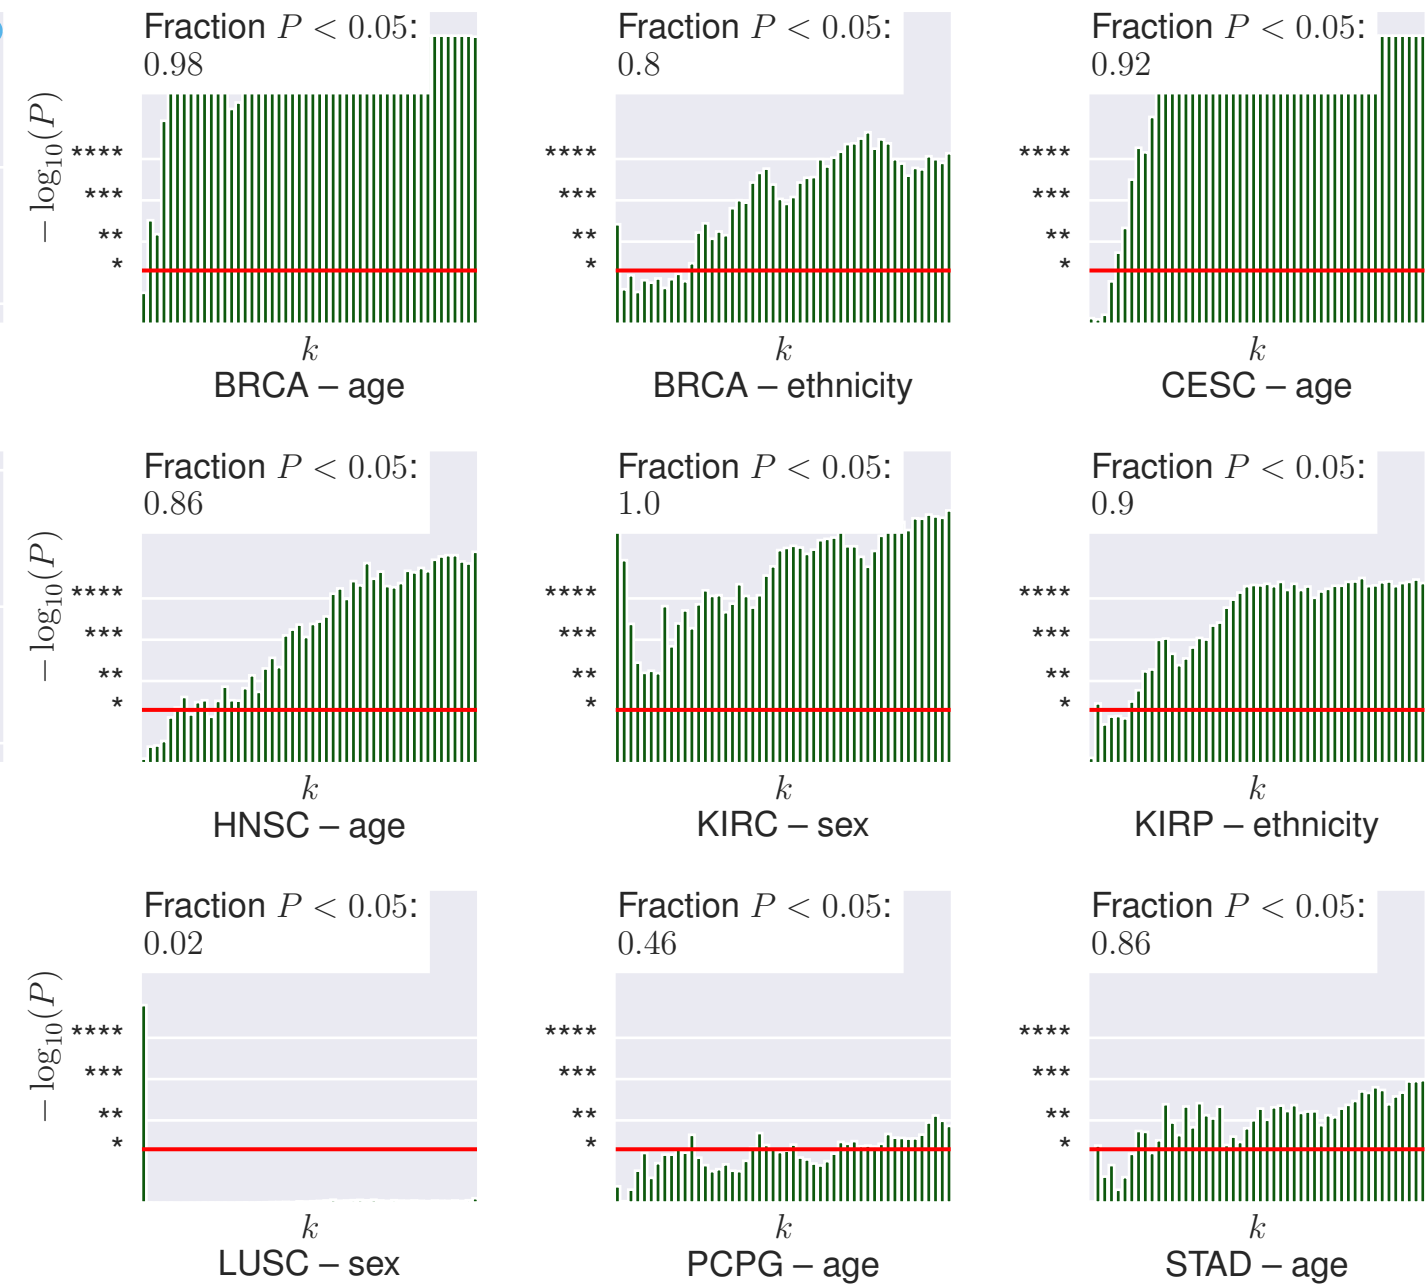 Fraction P < 0.05:
0.98
Fraction P < 0.05:
0.8
Fraction P < 0.05:
0.92
− log₁₀(P)
****
***
**
*
****
***
**
*
****
***
**
*
k
k
k
BRCA – age
BRCA – ethnicity
CESC – age
Fraction P < 0.05:
0.86
Fraction P < 0.05:
1.0
Fraction P < 0.05:
0.9
− log₁₀(P)
****
***
**
*
****
***
**
*
****
***
**
*
k
k
k
HNSC – age
KIRC – sex
KIRP – ethnicity
Fraction P < 0.05:
0.02
Fraction P < 0.05:
0.46
Fraction P < 0.05:
0.86
− log₁₀(P)
****
***
**
*
****
***
**
*
****
***
**
*
k
k
k
LUSC – sex
PCPG – age
STAD – age